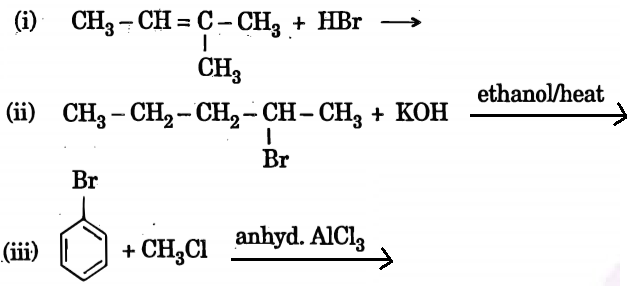 (i) CH₃ – CH = C – CH₃ + HBr ⟶
CH₃
(ii) CH₃ – CH₂ – CH₂ – CH – CH₃ + KOH ethanol/heat
Br
Br
(iii) + CH₃Cl anhyd. AlCl₃